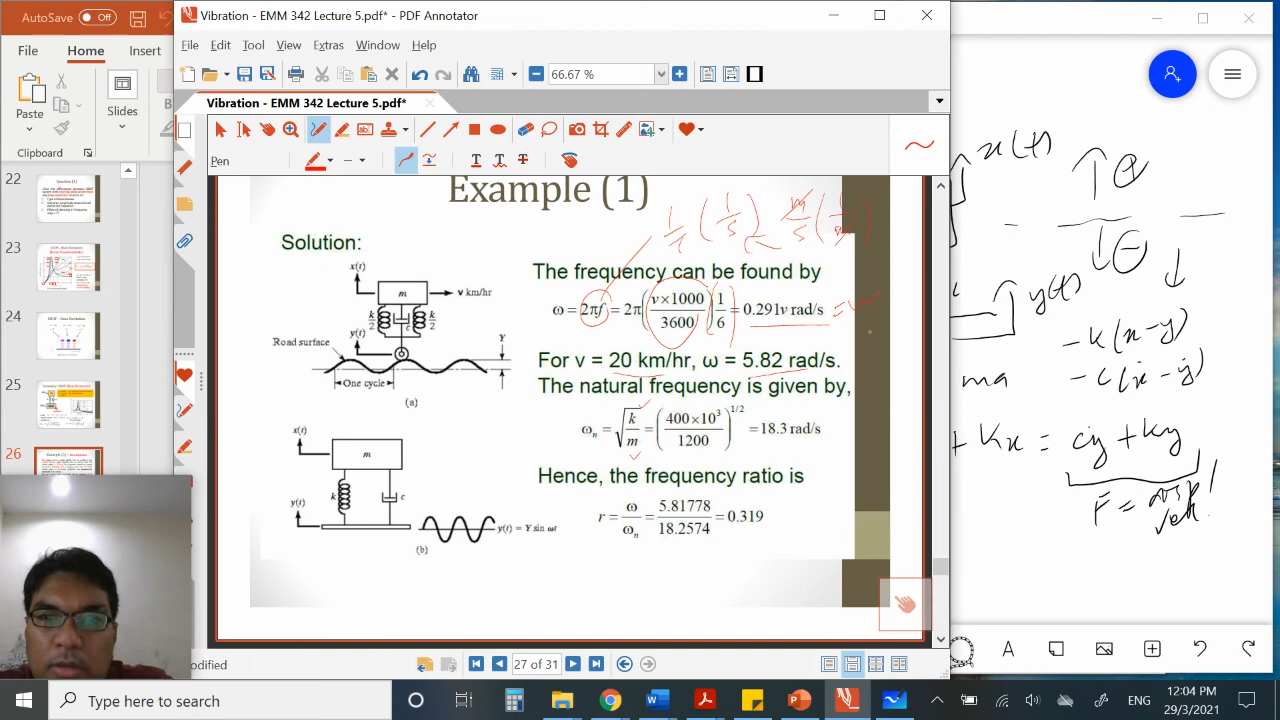 AutoSave Off
Vibration - EMM 342 Lecture 5.pdf* - PDF Annotator
File Home Insert
File Edit Tool View Extras Window Help
66.67 %
Paste
Slides
Clipboard
Vibration - EMM 342 Lecture 5.pdf*
Pen
22
23
24
25
26
Example (1)
Solution:
x(t)
m
v km/hr
k/2
c
k/2
y(t)
Y
Road surface
One cycle
(a)
x(t)
m
y(t)
k
c
y(t) = Y sin ωt
(b)
The frequency can be found by
ω = 2πf = 2π(v×1000/3600)1/6 = 0.291v rad/s = ω
For v = 20 km/hr, ω = 5.82 rad/s.
The natural frequency is given by,
ωn = √k/m = (400×10³/1200)^1/2 = 18.3 rad/s
Hence, the frequency ratio is
r = ω/ωn = 5.81778/18.2574 = 0.319
x(t)
y(t)
-k(x-y)
ma -c(ẋ-ẏ)
+ Kx = cẏ + ky
F =
odified
27 of 31
Type here to search
ENG
12:04 PM
29/3/2021